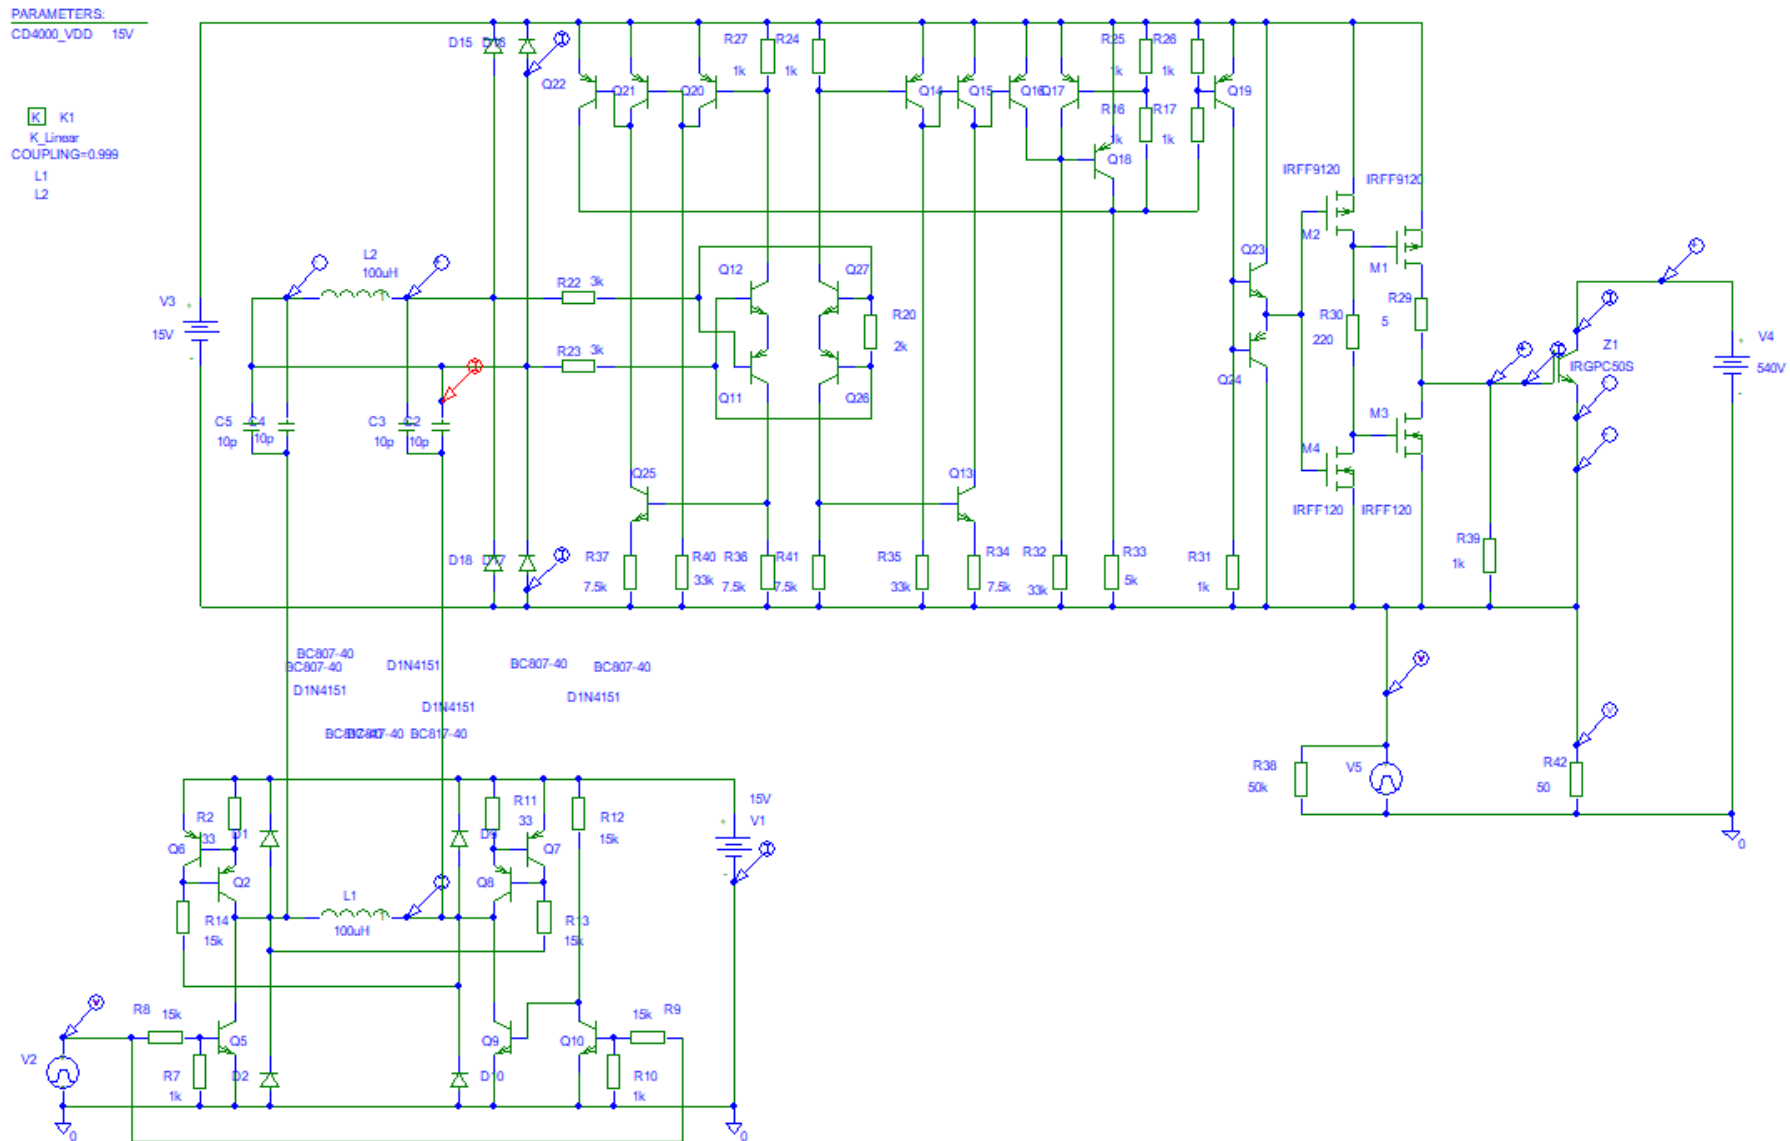 PARAMETERS:
CD4000_VDD 15V
K K1
K_Linear
COUPLING=0.999
L1
L2
D15 D16
Q22
Q21
Q20
R27
1k
R24
1k
Q14
Q15
Q16 Q17
R25
1k
R26
1k
R16
1k
R17
1k
Q18
Q19
IRFF9120
IRFF9120
M2
M1
Q23
Q24
R29
5
R30
220
V3
15V
L2
100uH
R22 3k
R23 3k
Q12
Q27
Q11
Q26
R20
2k
C5
10p
C4
10p
C3
10p
C2
10p
Z1
IRGPC50S
V4
540V
M3
M4
IRFF120 IRFF120
Q25
Q13
D18 D17
R37
7.5k
R40
33k
R36
7.5k
R41
7.5k
R35
33k
R34
7.5k
R32
33k
R33
5k
R31
1k
R39
1k
BC807-40
BC807-40
D1N4151
BC807-40
BC807-40
D1N4151
D1N4151
D1N4151
BC817-40
R38
50k
V5
R42
50
0
R2
33
D1
Q6
Q2
R14
15k
L1
100uH
R11
33
D9
Q7
Q8
R13
15k
R12
15k
15V
V1
R8
15k
Q5
R7
1k
D2
D10
Q9
Q10
15k
R9
R10
1k
V2
0
0